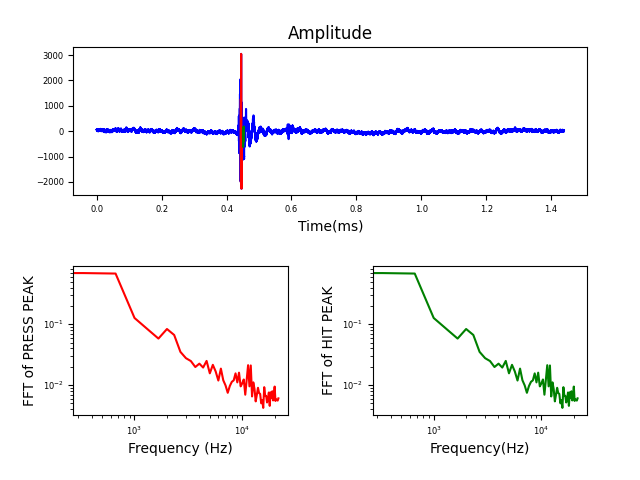 Amplitude
3000
2000
1000
0
−1000
−2000
0.0 0.2 0.4 0.6 0.8 1.0 1.2 1.4
Time(ms)
FFT of PRESS PEAK
10⁻¹
10⁻²
10³ 10⁴
Frequency (Hz)
FFT of HIT PEAK
10⁻¹
10⁻²
10³ 10⁴
Frequency(Hz)